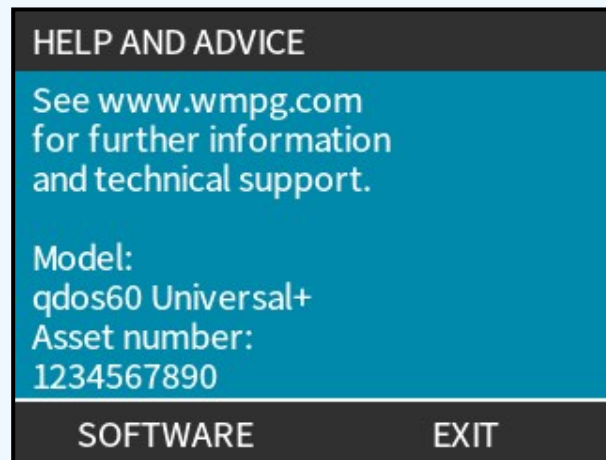 HELP AND ADVICE
See www.wmpg.com
for further information
and technical support.
Model:
qdos60 Universal+
Asset number:
1234567890
SOFTWARE EXIT